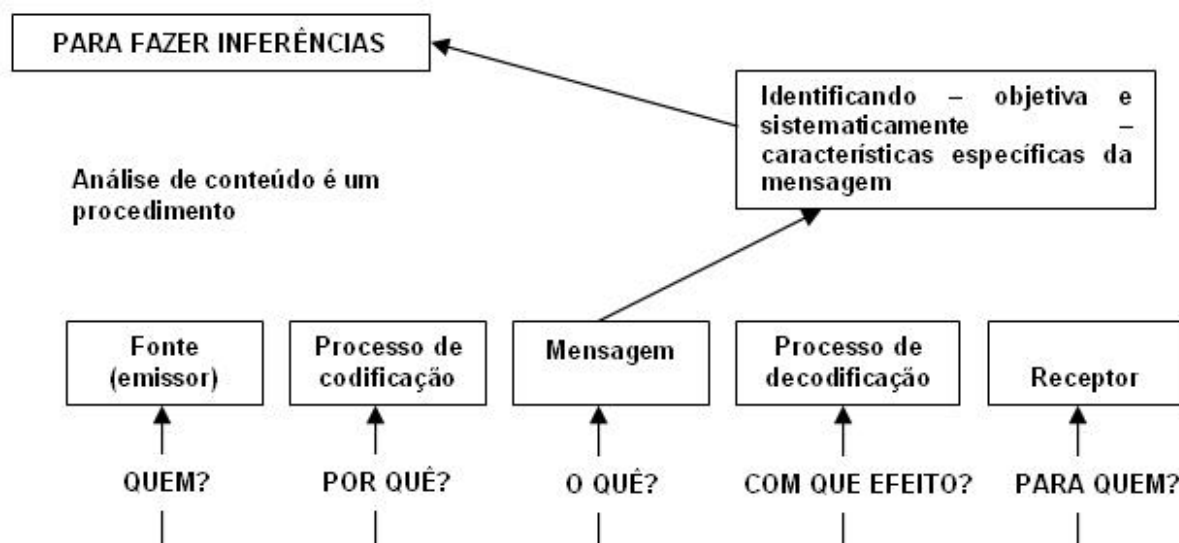 PARA FAZER INFERÊNCIAS
Identificando – objetiva e
sistematicamente –
características específicas da
mensagem
Análise de conteúdo é um
procedimento
Fonte
(emissor)
Processo de
codificação
Mensagem
Processo de
decodificação
Receptor
QUEM?
POR QUÊ?
O QUÊ?
COM QUE EFEITO?
PARA QUEM?